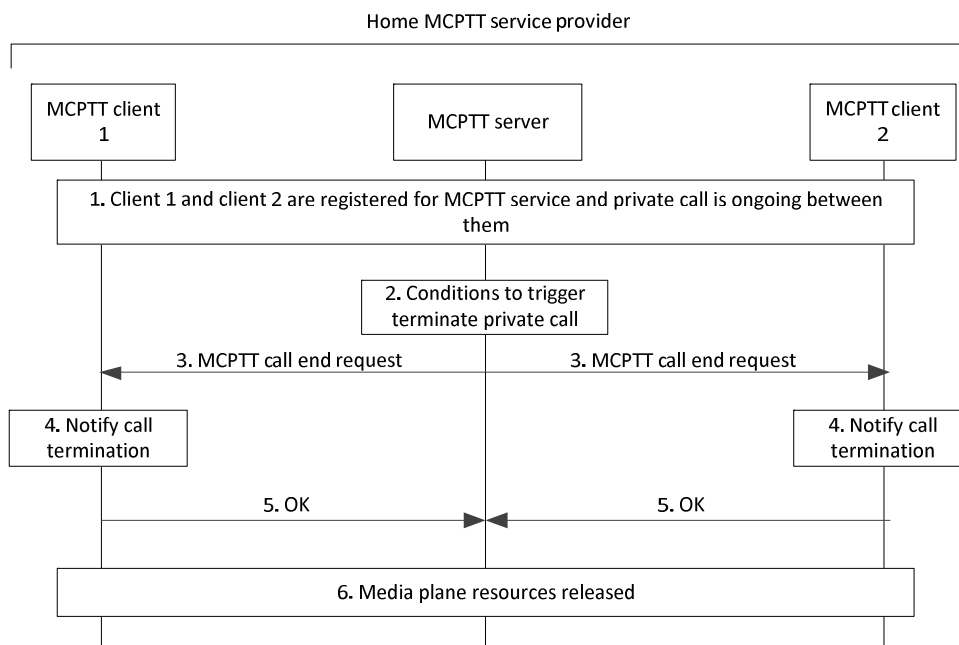 Home MCPTT service provider
MCPTT client
1
MCPTT server
MCPTT client
2
1. Client 1 and client 2 are registered for MCPTT service and private call is ongoing between
them
2. Conditions to trigger
terminate private call
3. MCPTT call end request
3. MCPTT call end request
4. Notify call
termination
4. Notify call
termination
5. OK
5. OK
6. Media plane resources released